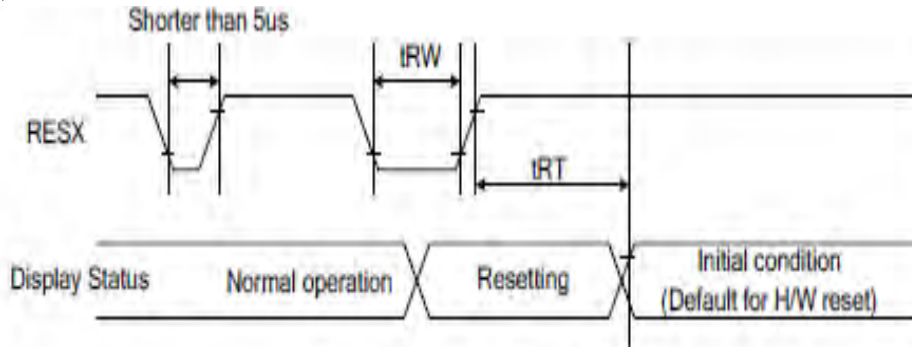 Shorter than 5us
tRW
RESX
tRT
Display Status
Normal operation
Resetting
Initial condition
(Default for H/W reset)